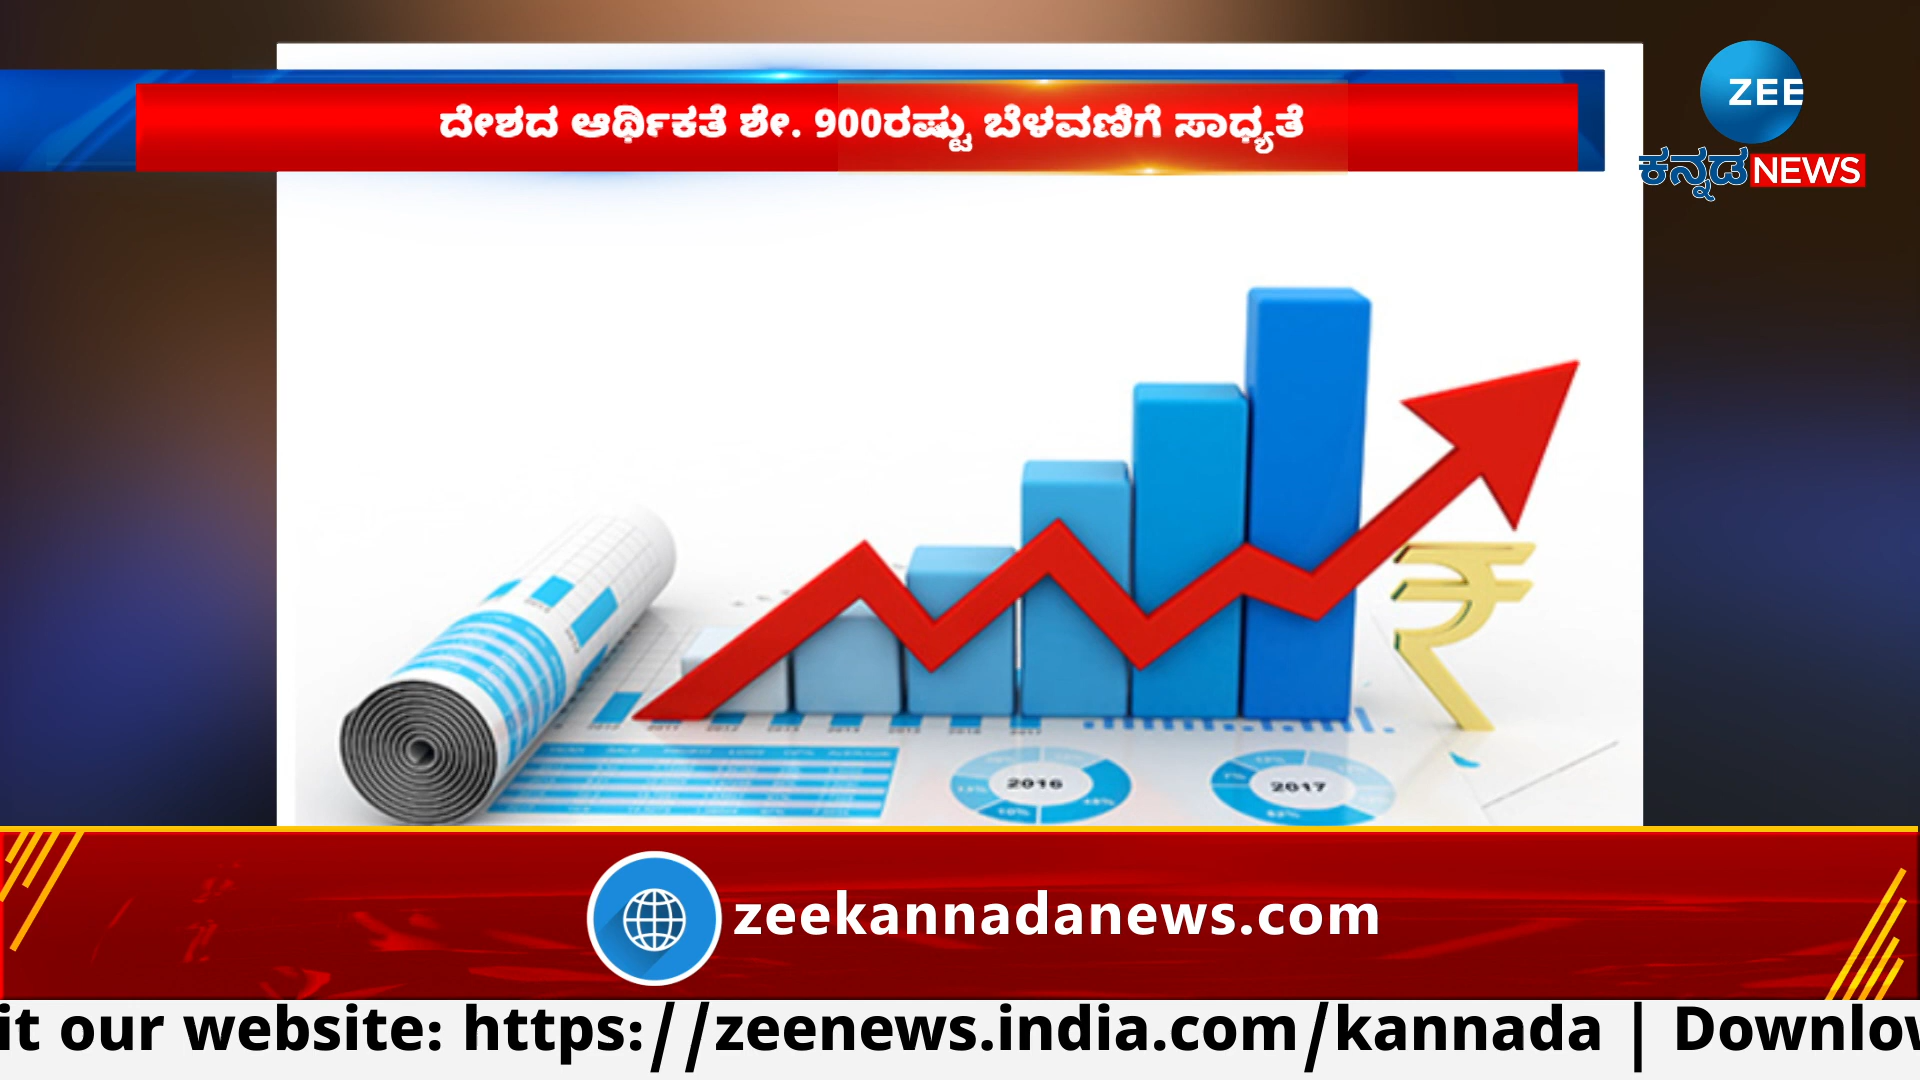 ದೇಶದ ಆರ್ಥಿಕತೆ ಶೇ. 900ರಷ್ಟು ಬೆಳವಣಿಗೆ ಸಾಧ್ಯತೆ
ZEE
ಕನ್ನಡ NEWS
2016
2017
zeekannadanews.com
it our website: https://zeenews.india.com/kannada | Downlo